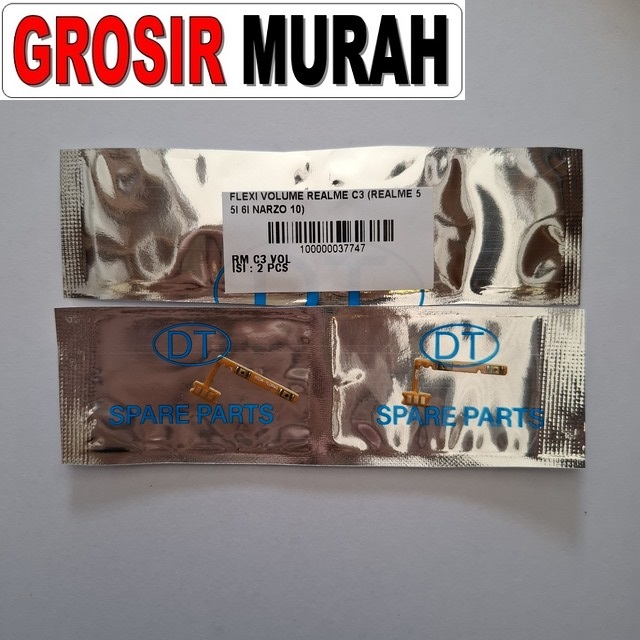 GROSIR MURAH
FLEXI VOLUME REALME C3 (REALME 5
5I 6I NARZO 10)
100000037747
RM C3 VOL
ISI : 2 PCS
DT
SPARE PARTS
DT
SPARE PARTS